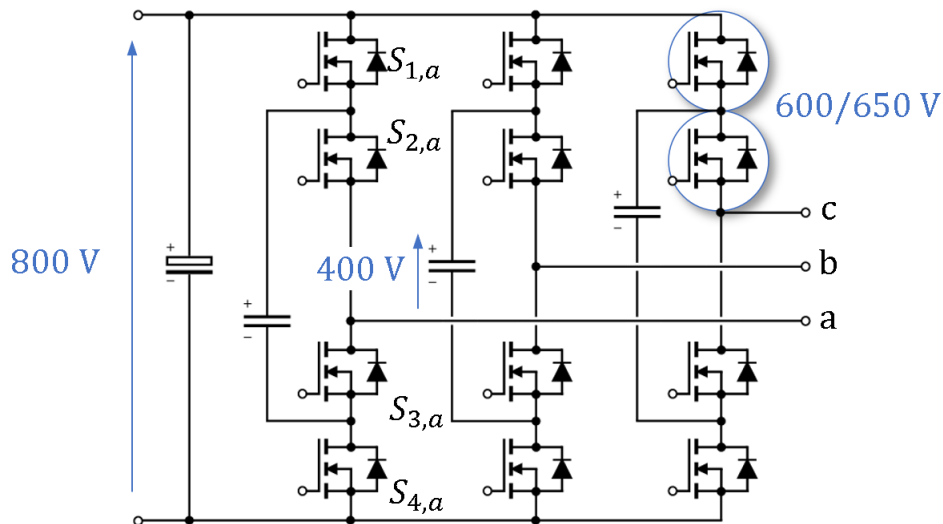 S1,a
600/650 V
S2,a
c
800 V
400 V
b
a
S3,a
S4,a
+
−
+
−
+
−
+
−